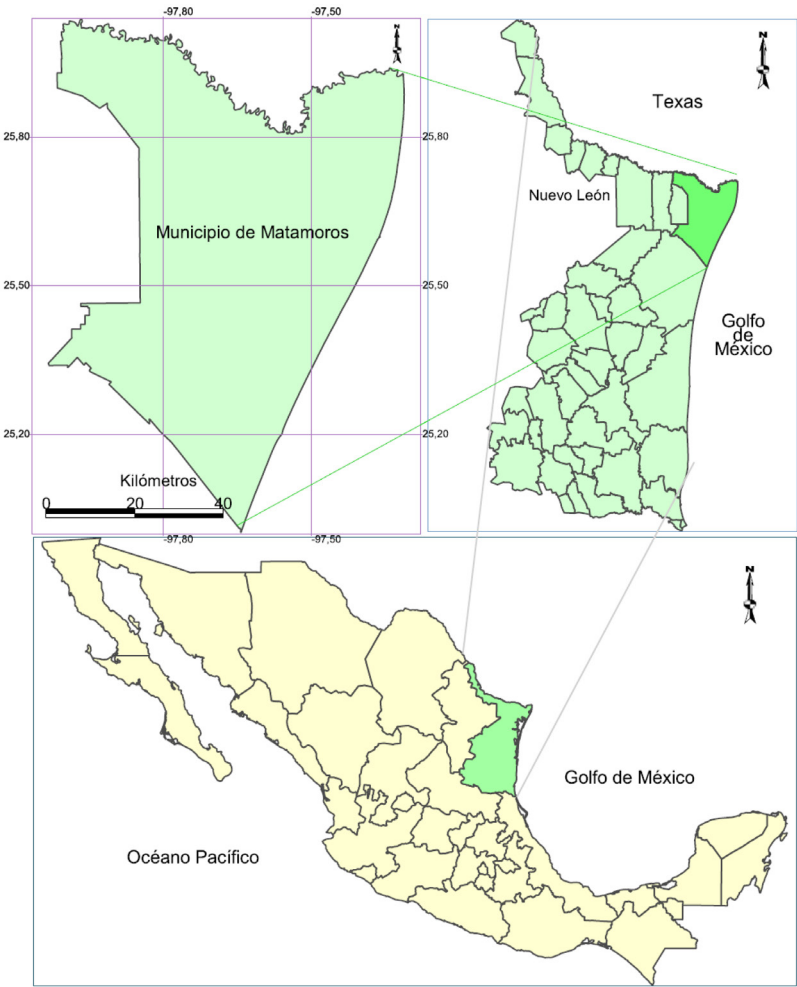 -97,80
-97,50
N
N
Texas
25,80
25,80
Nuevo León
Municipio de Matamoros
25,50
25,50
Golfo
de
México
25,20
25,20
Kilómetros
0 20 40
-97,80
-97,50
N
Golfo de México
Océano Pacífico